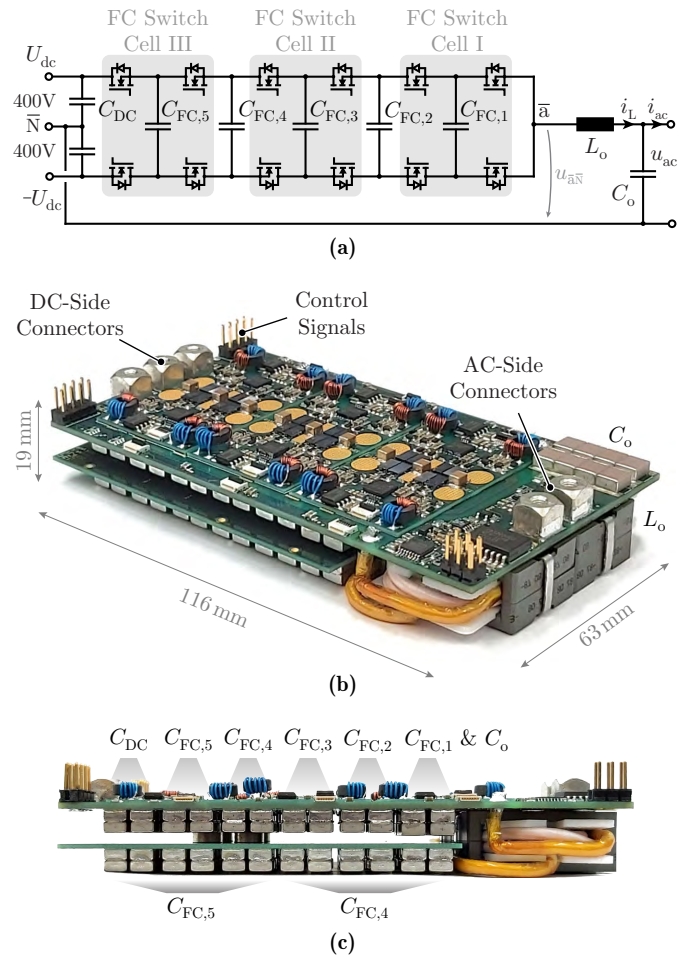 FC Switch
Cell III
FC Switch
Cell II
FC Switch
Cell I
U_dc
400V
N̅
400V
-U_dc
C_DC
C_FC,5
C_FC,4
C_FC,3
C_FC,2
C_FC,1
a̅
i_L
i_ac
L_o
u_ac
C_o
u_a̅N̅
(a)
DC-Side
Connectors
Control
Signals
AC-Side
Connectors
C_o
L_o
19 mm
116 mm
63 mm
(b)
C_DC C_FC,5 C_FC,4 C_FC,3 C_FC,2 C_FC,1 & C_o
C_FC,5 C_FC,4
(c)